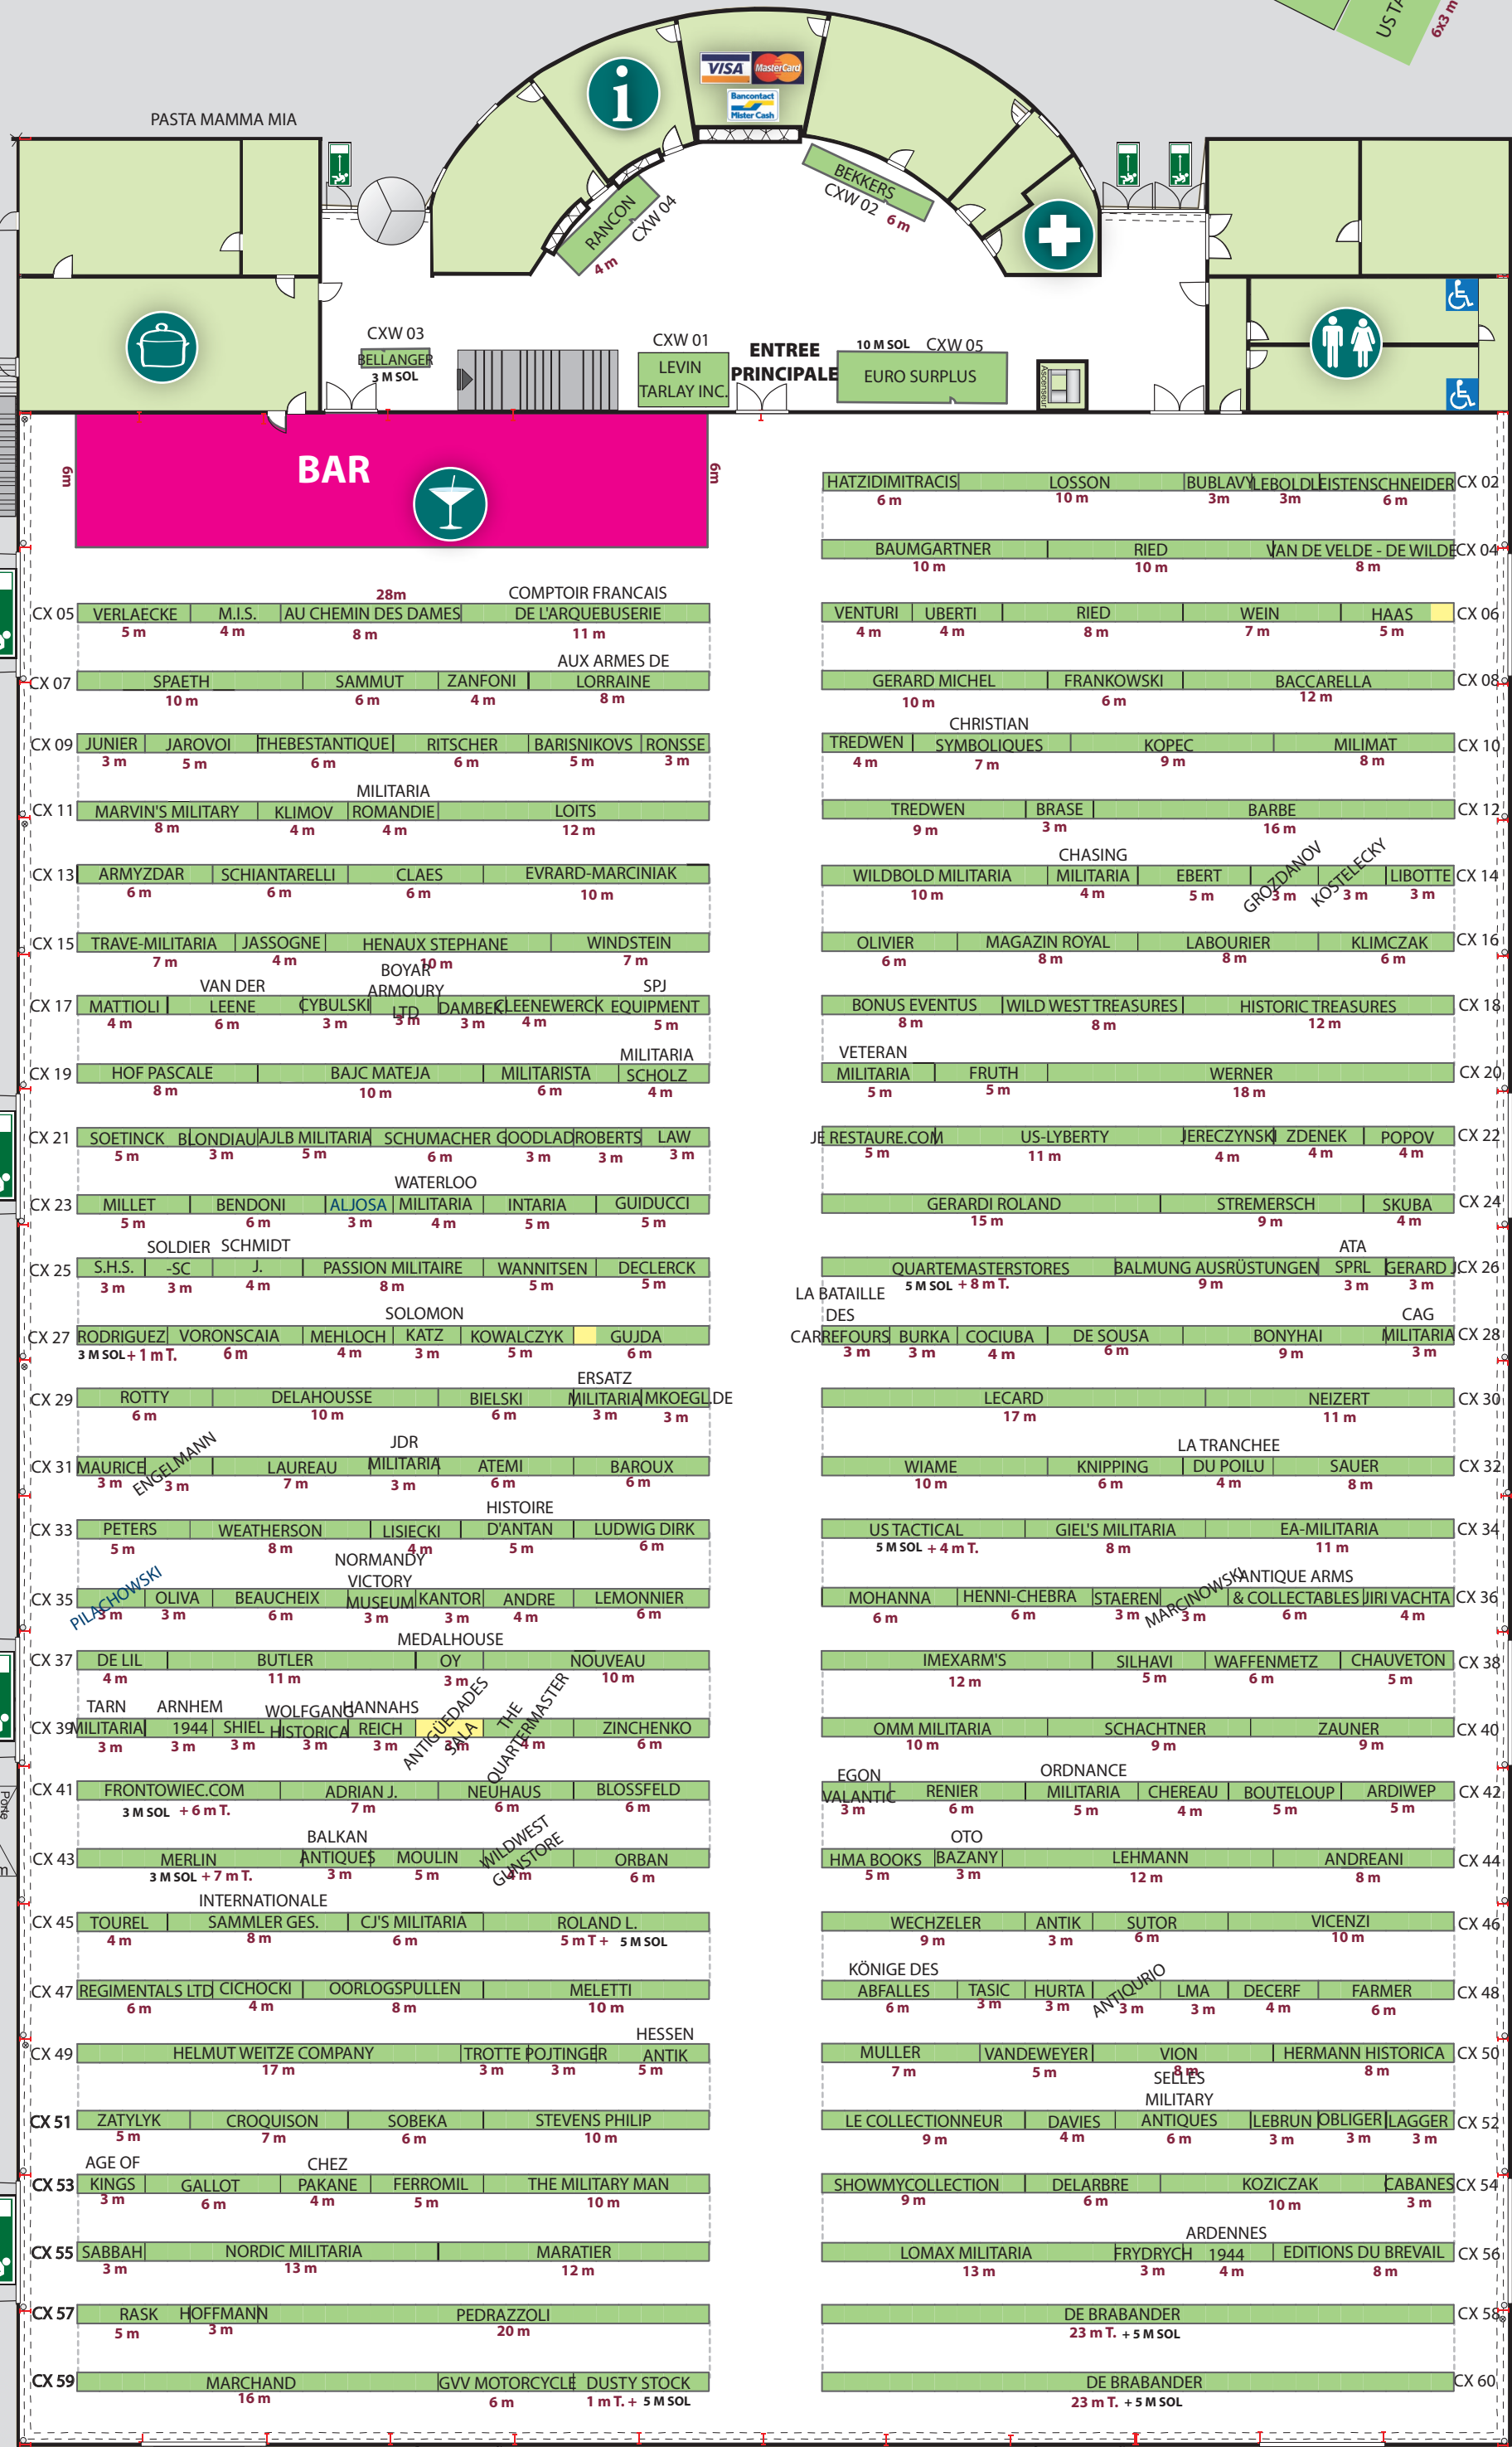 US TA
6x3 m
VISA MasterCard
Bancontact
Mister Cash
i
PASTA MAMMA MIA
BEKKERS
CXW 02
6 m
RANCON
CXW 04
4 m
CXW 03
BELLANGER
3 M SOL
CXW 01
LEVIN
TARLAY INC.
ENTREE
PRINCIPALE
10 M SOL CXW 05
EURO SURPLUS
Ascenseur
6m BAR 6m
HATZIDIMITRACIS LOSSON BUBLAVY LEBOLD LEISTENSCHNEIDER CX 02
6 m 10 m 3m 3m 6 m
BAUMGARTNER RIED VAN DE VELDE - DE WILDE CX 04
10 m 10 m 8 m
28m COMPTOIR FRANCAIS
CX 05 VERLAECKE M.I.S. AU CHEMIN DES DAMES DE L'ARQUEBUSERIE
5 m 4 m 8 m 11 m
VENTURI UBERTI RIED WEIN HAAS CX 06
4 m 4 m 8 m 7 m 5 m
AUX ARMES DE
CX 07 SPAETH SAMMUT ZANFONI LORRAINE
10 m 6 m 4 m 8 m
GERARD MICHEL FRANKOWSKI BACCARELLA CX 08
10 m 6 m 12 m
CX 09 JUNIER JAROVOI THEBESTANTIQUE RITSCHER BARISNIKOVS RONSSE
3 m 5 m 6 m 6 m 5 m 3 m
CHRISTIAN
TREDWEN SYMBOLIQUES KOPEC MILIMAT CX 10
4 m 7 m 9 m 8 m
MILITARIA
CX 11 MARVIN'S MILITARY KLIMOV ROMANDIE LOITS
8 m 4 m 4 m 12 m
TREDWEN BRASE BARBE CX 12
9 m 3 m 16 m
CX 13 ARMYZDAR SCHIANTARELLI CLAES EVRARD-MARCINIAK
6 m 6 m 6 m 10 m
CHASING
WILDBOLD MILITARIA MILITARIA EBERT GROZDANOV KOSTELECKY LIBOTTE CX 14
10 m 4 m 5 m 3 m 3 m 3 m
CX 15 TRAVE-MILITARIA JASSOGNE HENAUX STEPHANE WINDSTEIN
7 m 4 m 10 m 7 m
OLIVIER MAGAZIN ROYAL LABOURIER KLIMCZAK CX 16
6 m 8 m 8 m 6 m
VAN DER BOYAR ARMOURY SPJ
CX 17 MATTIOLI LEENE CYBULSKI LTD DAMBEK CLEENEWERCK EQUIPMENT
4 m 6 m 3 m 3 m 3 m 4 m 5 m
BONUS EVENTUS WILD WEST TREASURES HISTORIC TREASURES CX 18
8 m 8 m 12 m
MILITARIA
CX 19 HOF PASCALE BAJC MATEJA MILITARISTA SCHOLZ
8 m 10 m 6 m 4 m
VETERAN
MILITARIA FRUTH WERNER CX 20
5 m 5 m 18 m
CX 21 SOETINCK BLONDIAU AJLB MILITARIA SCHUMACHER GOODLAD ROBERTS LAW
5 m 3 m 5 m 6 m 3 m 3 m 3 m
JE RESTAURE.COM US-LYBERTY JERECZYNSKI ZDENEK POPOV CX 22
5 m 11 m 4 m 4 m 4 m
WATERLOO
CX 23 MILLET BENDONI ALJOSA MILITARIA INTARIA GUIDUCCI
5 m 6 m 3 m 4 m 5 m 5 m
GERARDI ROLAND STREMERSCH SKUBA CX 24
15 m 9 m 4 m
SOLDIER SCHMIDT
CX 25 S.H.S. -SC J. PASSION MILITAIRE WANNITSEN DECLERCK
3 m 3 m 4 m 8 m 5 m 5 m
ATA
QUARTEMASTERSTORES BALMUNG AUSRÜSTUNGEN SPRL GERARD J. CX 26
5 M SOL + 8 m T. 9 m 3 m 3 m
SOLOMON
CX 27 RODRIGUEZ VORONSCAIA MEHLOCH KATZ KOWALCZYK GUJDA
3 M SOL + 1 m T. 6 m 4 m 3 m 5 m 6 m
LA BATAILLE
DES CAG
CARREFOURS BURKA COCIUBA DE SOUSA BONYHAI MILITARIA CX 28
3 m 3 m 4 m 6 m 9 m 3 m
ERSATZ
CX 29 ROTTY DELAHOUSSE BIELSKI MILITARIA MKOEGL.DE
6 m 10 m 6 m 3 m 3 m
LECARD NEIZERT CX 30
17 m 11 m
JDR
CX 31 MAURICE ENGELMANN LAUREAU MILITARIA ATEMI BAROUX
3 m 3 m 7 m 3 m 6 m 6 m
LA TRANCHEE
WIAME KNIPPING DU POILU SAUER CX 32
10 m 6 m 4 m 8 m
HISTOIRE
CX 33 PETERS WEATHERSON LISIECKI D'ANTAN LUDWIG DIRK
5 m 8 m 4 m 5 m 6 m
US TACTICAL GIEL'S MILITARIA EA-MILITARIA CX 34
5 M SOL + 4 m T. 8 m 11 m
NORMANDY
VICTORY
CX 35 PILACHOWSKI OLIVA BEAUCHEIX MUSEUM KANTOR ANDRE LEMONNIER
3 m 3 m 6 m 3 m 3 m 4 m 6 m
ANTIQUE ARMS
MOHANNA HENNI-CHEBRA STAEREN MARCINOWSKI & COLLECTABLES JIRI VACHTA CX 36
6 m 6 m 3 m 3 m 6 m 4 m
MEDALHOUSE
CX 37 DE LIL BUTLER OY NOUVEAU
4 m 11 m 3 m 10 m
IMEXARM'S SILHAVI WAFFENMETZ CHAUVETON CX 38
12 m 5 m 6 m 5 m
TARN ARNHEM WOLFGANG HANNAHS
CX 39 MILITARIA 1944 SHIEL HISTORICA REICH ANTIGÜEDADES SALA THE QUARTERMASTER ZINCHENKO
3 m 3 m 3 m 3 m 3 m 3 m 4 m 6 m
OMM MILITARIA SCHACHTNER ZAUNER CX 40
10 m 9 m 9 m
Porte
CX 41 FRONTOWIEC.COM ADRIAN J. NEUHAUS BLOSSFELD
3 M SOL + 6 m T. 7 m 6 m 6 m
EGON ORDNANCE
VALANTIC RENIER MILITARIA CHEREAU BOUTELOUP ARDIWEP CX 42
3 m 6 m 5 m 4 m 5 m 5 m
BALKAN
CX 43 MERLIN ANTIQUES MOULIN WILDWEST GUNSTORE ORBAN
3 M SOL + 7 m T. 3 m 5 m 4 m 6 m
OTO
HMA BOOKS BAZANY LEHMANN ANDREANI CX 44
5 m 3 m 12 m 8 m
INTERNATIONALE
CX 45 TOUREL SAMMLER GES. CJ'S MILITARIA ROLAND L.
4 m 8 m 6 m 5 m T + 5 M SOL
WECHZELER ANTIK SUTOR VICENZI CX 46
9 m 3 m 6 m 10 m
CX 47 REGIMENTALS LTD CICHOCKI OORLOGSPULLEN MELETTI
6 m 4 m 8 m 10 m
KÖNIGE DES
ABFALLES TASIC HURTA ANTIQURIO LMA DECERF FARMER CX 48
6 m 3 m 3 m 3 m 3 m 4 m 6 m
HESSEN
CX 49 HELMUT WEITZE COMPANY TROTTE POJTINGER ANTIK
17 m 3 m 3 m 5 m
MULLER VANDEWEYER VION HERMANN HISTORICA CX 50
7 m 5 m 8 m 8 m
CX 51 ZATYLYK CROQUISON SOBEKA STEVENS PHILIP
5 m 7 m 6 m 10 m
SELLES
MILITARY
LE COLLECTIONNEUR DAVIES ANTIQUES LEBRUN OBLIGER LAGGER CX 52
9 m 4 m 6 m 3 m 3 m 3 m
AGE OF CHEZ
CX 53 KINGS GALLOT PAKANE FERROMIL THE MILITARY MAN
3 m 6 m 4 m 5 m 10 m
SHOWMYCOLLECTION DELARBRE KOZICZAK CABANES CX 54
9 m 6 m 10 m 3 m
CX 55 SABBAH NORDIC MILITARIA MARATIER
3 m 13 m 12 m
ARDENNES
LOMAX MILITARIA FRYDRYCH 1944 EDITIONS DU BREVAIL CX 56
13 m 3 m 4 m 8 m
CX 57 RASK HOFFMANN PEDRAZZOLI
5 m 3 m 20 m
DE BRABANDER CX 58
23 m T. + 5 M SOL
CX 59 MARCHAND GVV MOTORCYCLE DUSTY STOCK
16 m 6 m 1 m T. + 5 M SOL
DE BRABANDER CX 60
23 m T. + 5 M SOL